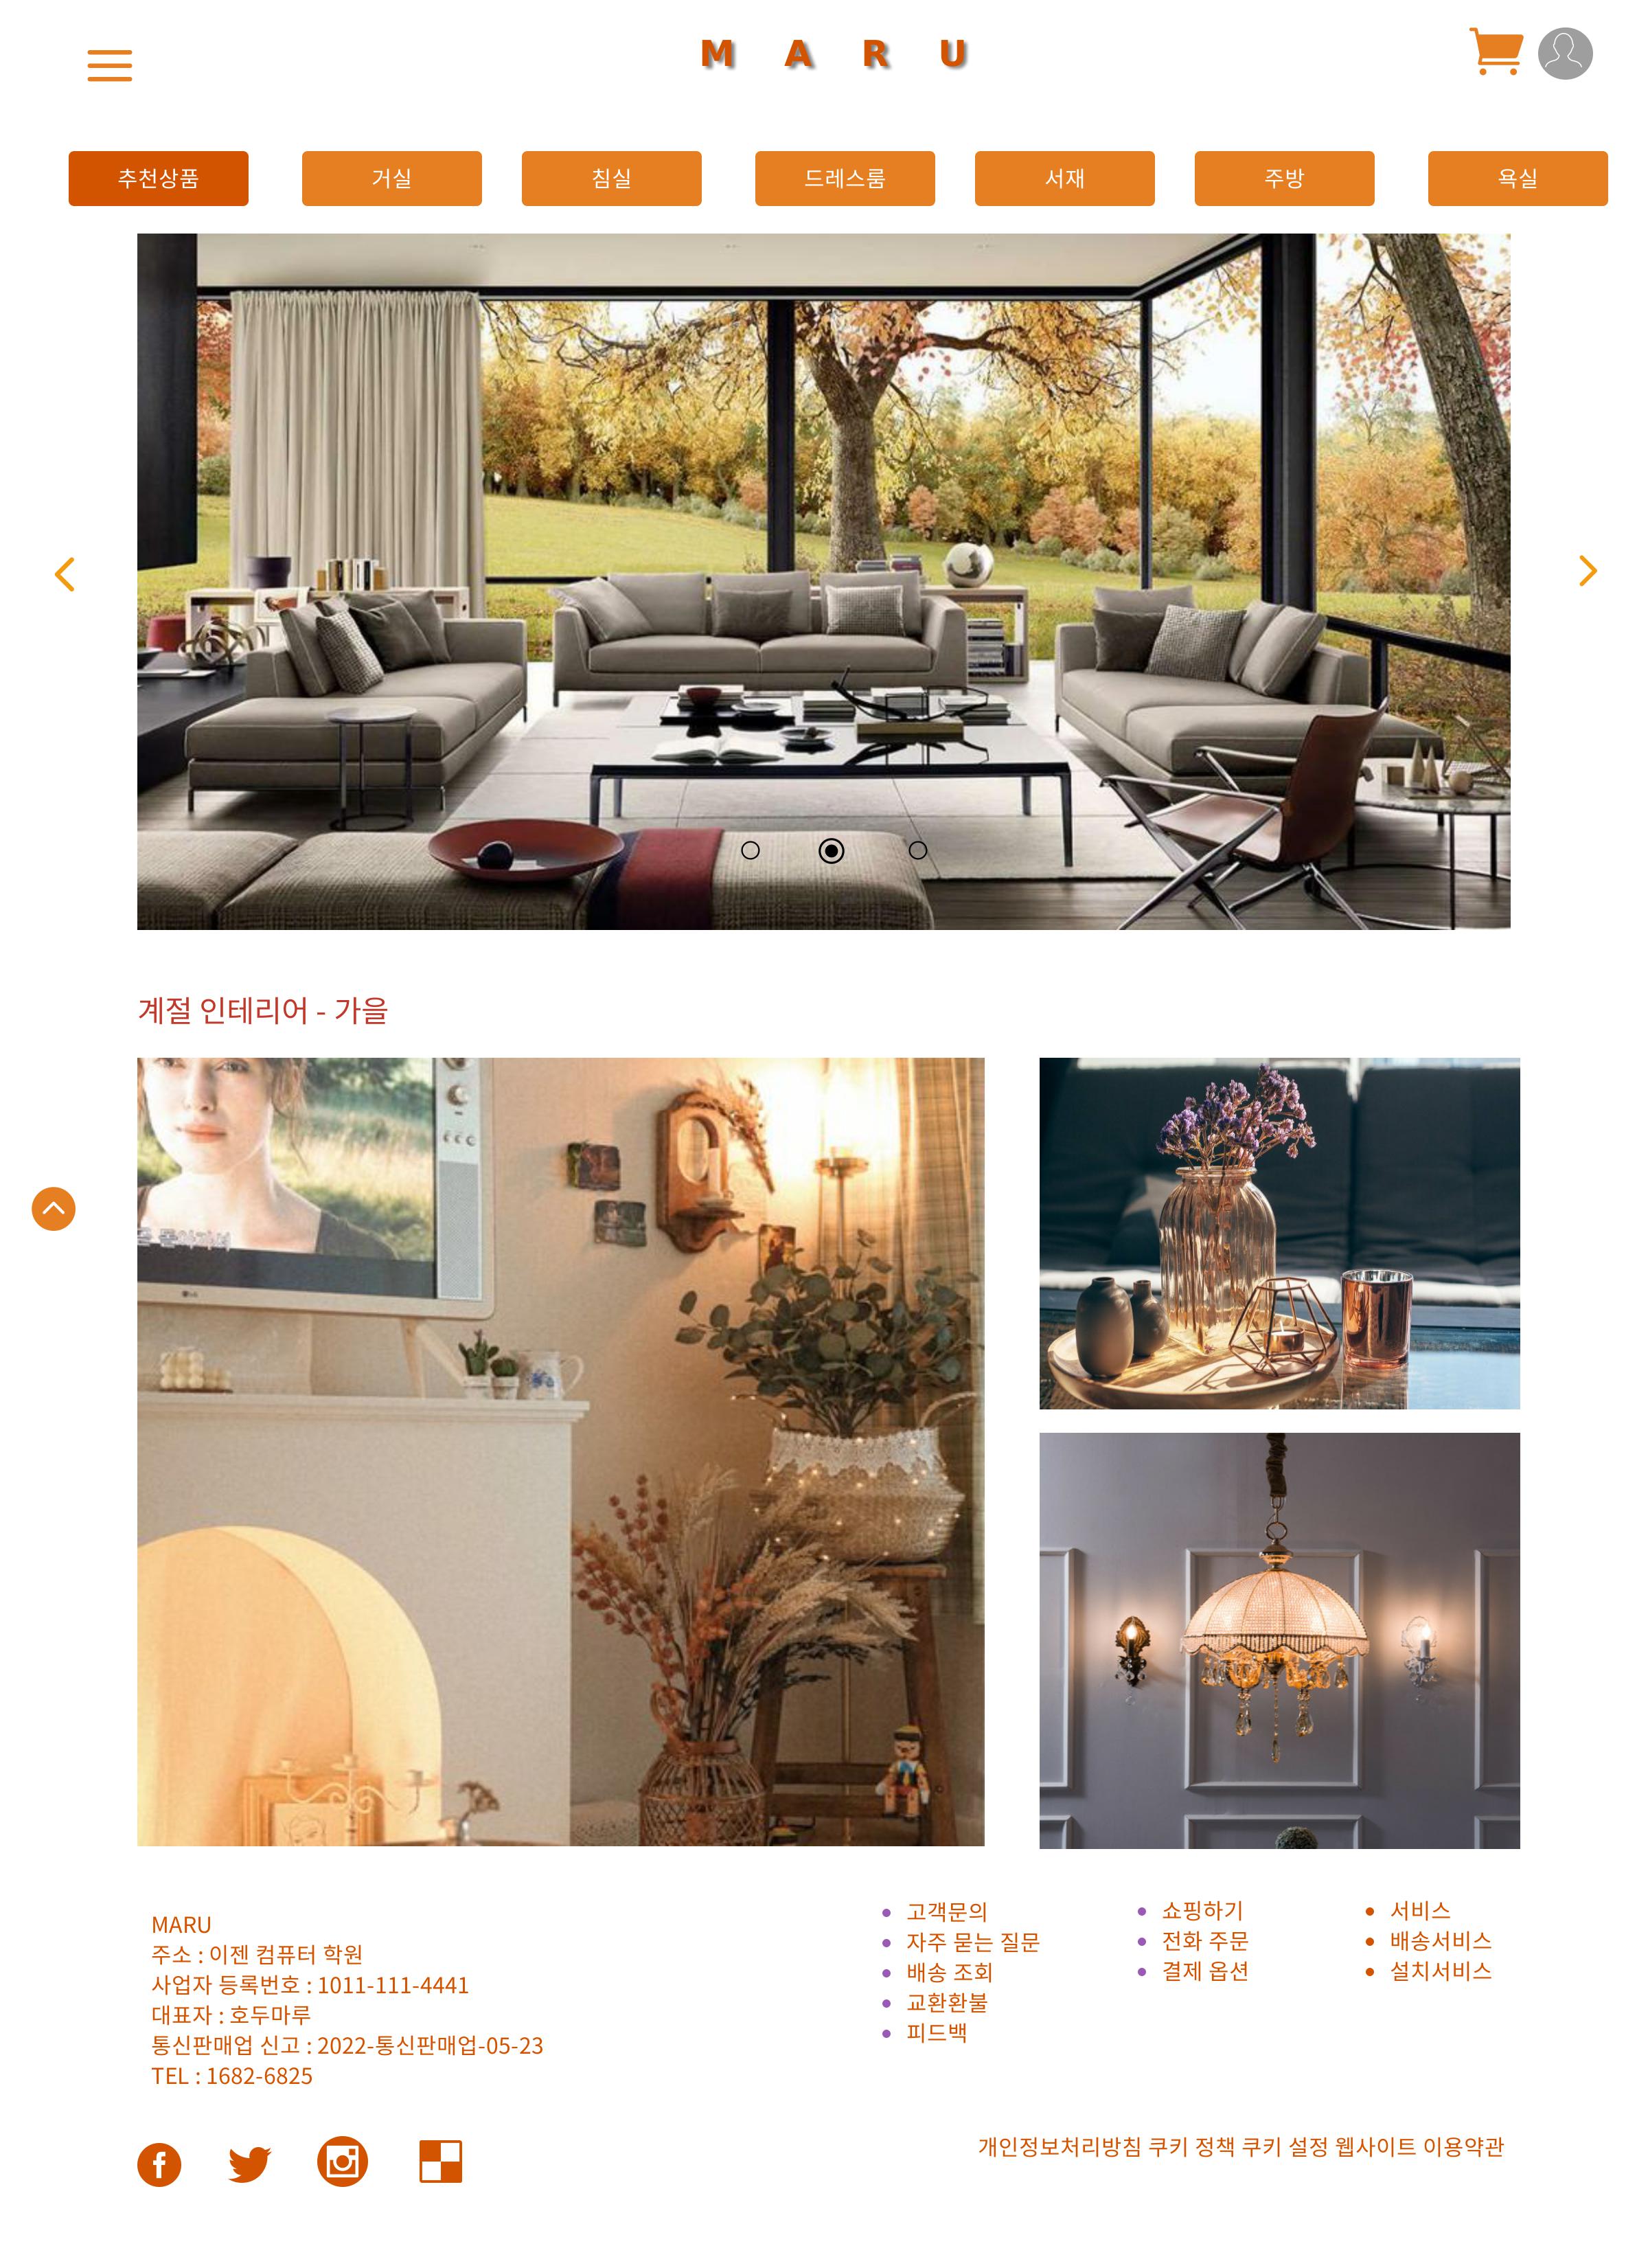 M A R U
추천상품 거실 침실 드레스룸 서재 주방 욕실
계절 인테리어 - 가을
LG
MARU
주소 : 이젠 컴퓨터 학원
사업자 등록번호 : 1011-111-4441
대표자 : 호두마루
통신판매업 신고 : 2022-통신판매업-05-23
TEL : 1682-6825
고객문의
자주 묻는 질문
배송 조회
교환환불
피드백
쇼핑하기
전화 주문
결제 옵션
서비스
배송서비스
설치서비스
개인정보처리방침 쿠키 정책 쿠키 설정 웹사이트 이용약관